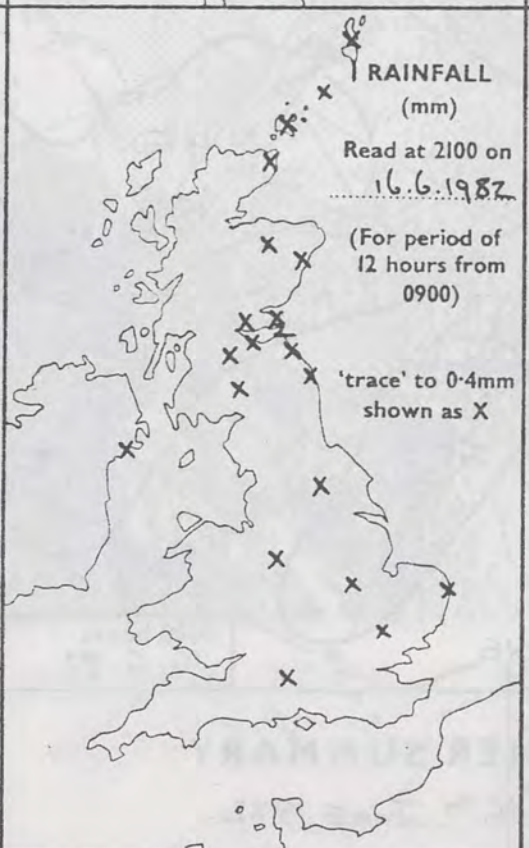 RAINFALL
(mm)
Read at 2100 on
16.6.1982
(For period of
12 hours from
0900)
'trace' to 0·4mm
shown as X